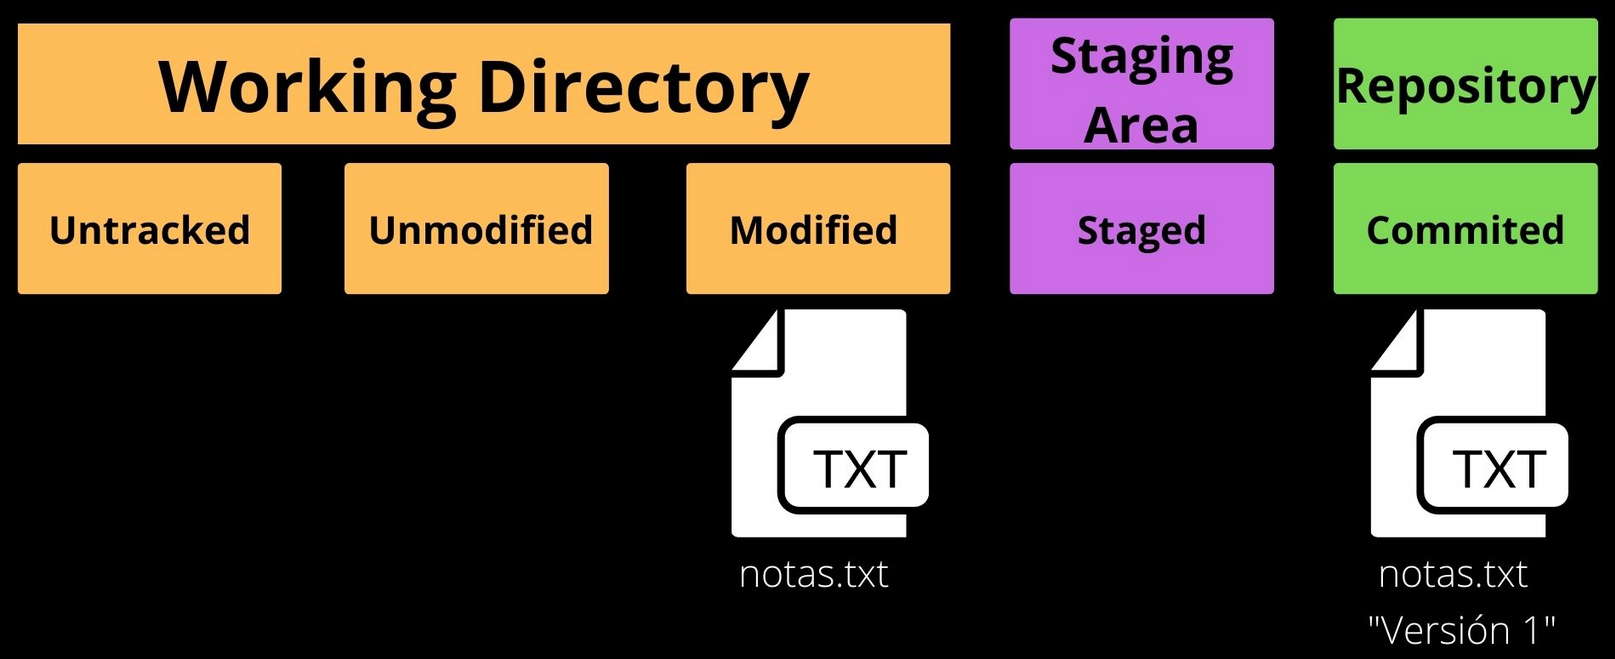 Working Directory
Staging
Area
Repository
Untracked
Unmodified
Modified
Staged
Commited
TXT
TXT
notas.txt
notas.txt
"Versión 1"